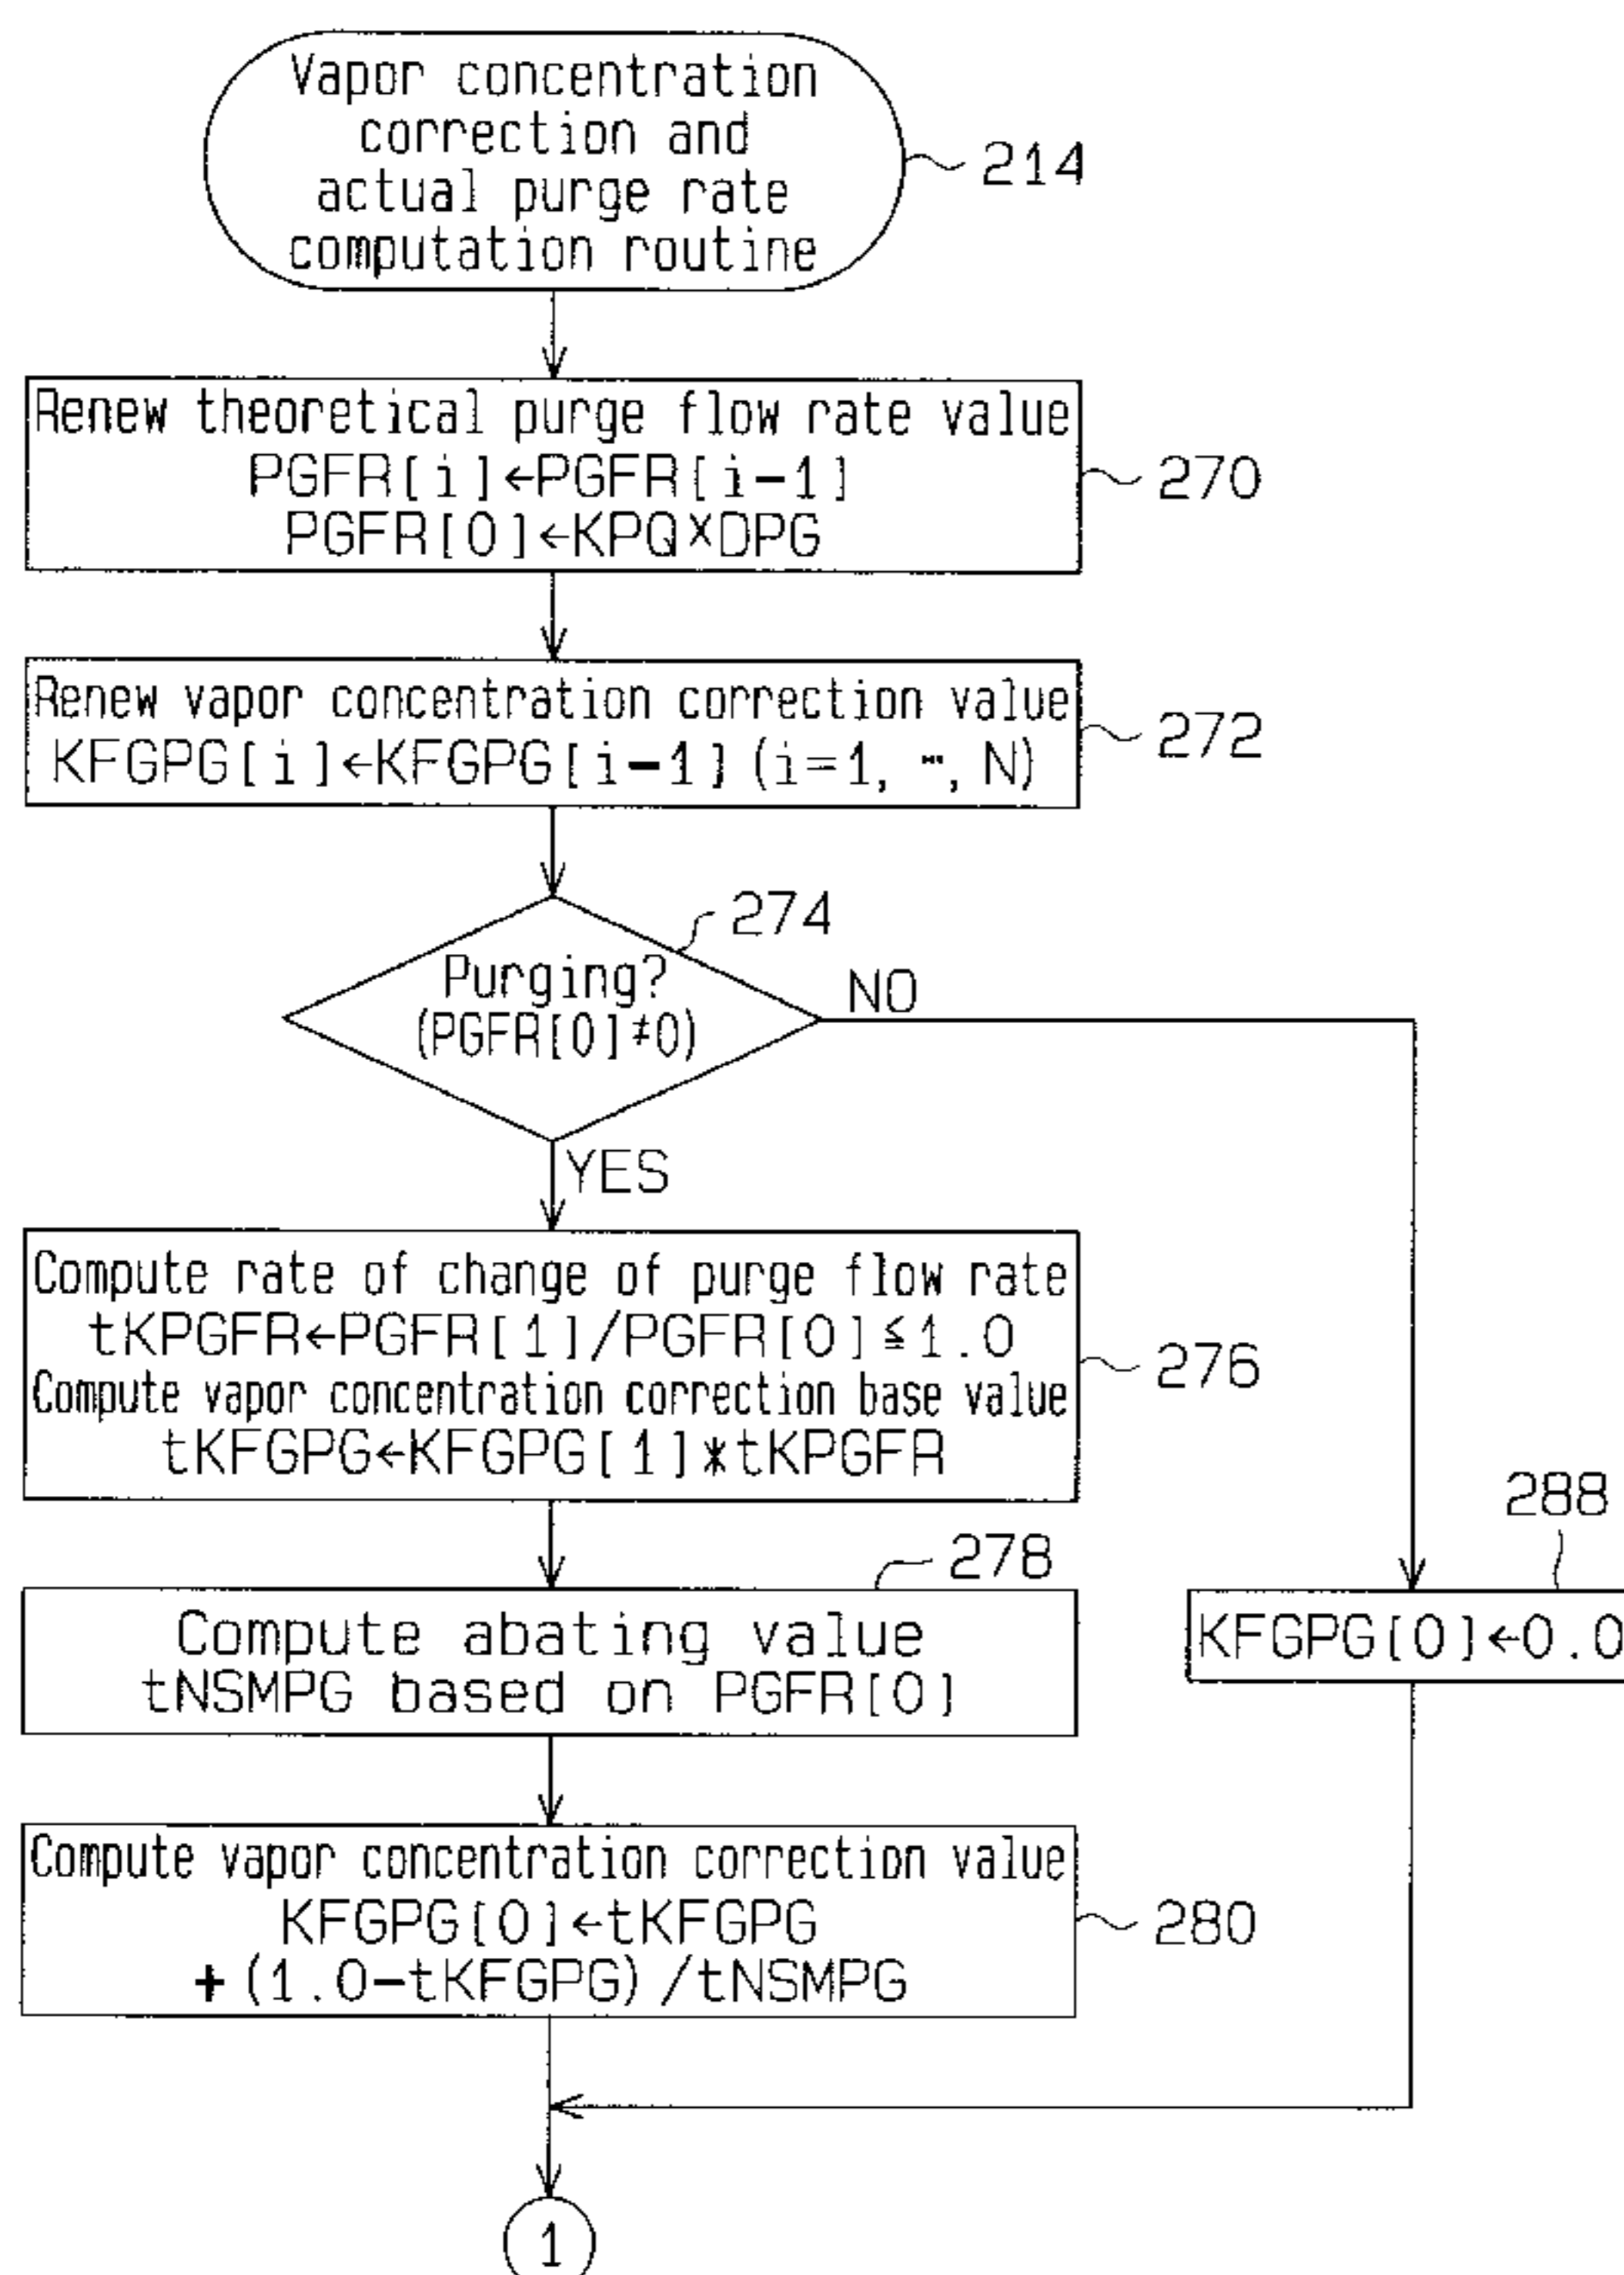 Vapor concentration
correction and
actual purge rate
computation routine
214
Renew theoretical purge flow rate value
PGFR[i]←PGFR[i-1]
PGFR[0]←KPQ×DPG
270
Renew vapor concentration correction value
KFGPG[i]←KFGPG[i-1] (i=1, …, N)
272
274
Purging?
(PGFR[0]≠0)
NO
YES
Compute rate of change of purge flow rate
tKPGFR←PGFR[1]/PGFR[0]≦1.0
Compute vapor concentration correction base value
tKFGPG←KFGPG[1]*tKPGFR
276
278
Compute abating value
tNSMPG based on PGFR[0]
288
KFGPG[0]←0.0
Compute vapor concentration correction value
KFGPG[0]←tKFGPG
+(1.0-tKFGPG)/tNSMPG
280
1